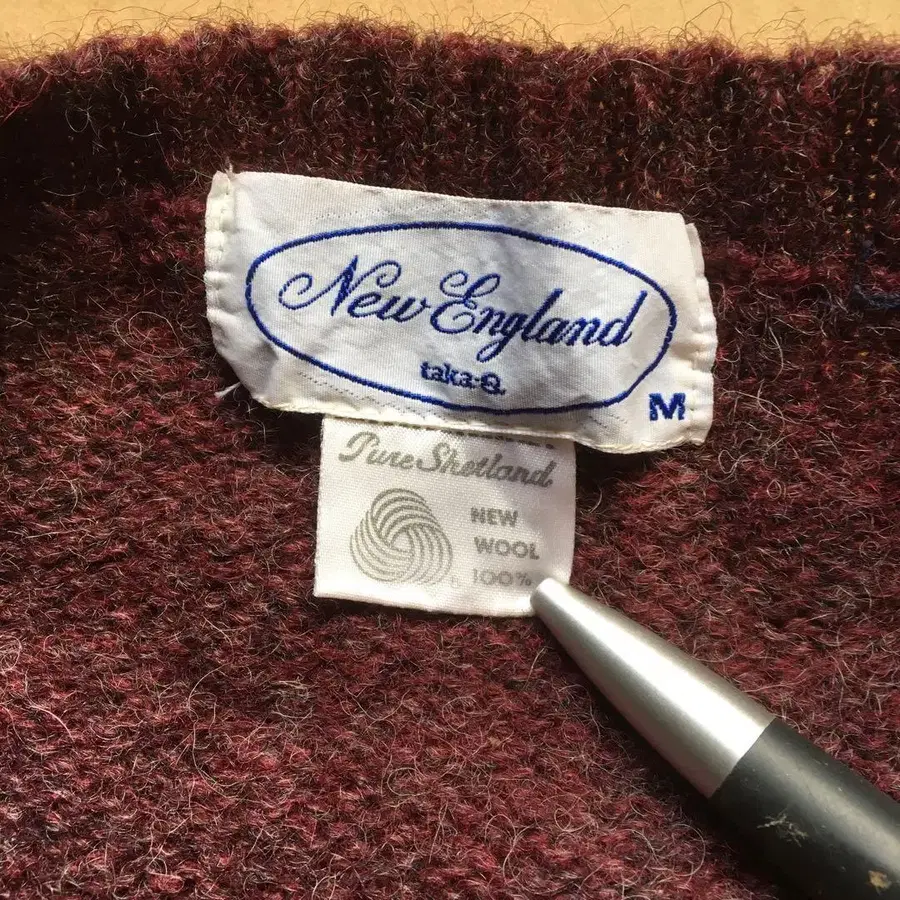 New England
taka-Q.
M
Pure Shetland
NEW
WOOL
100%